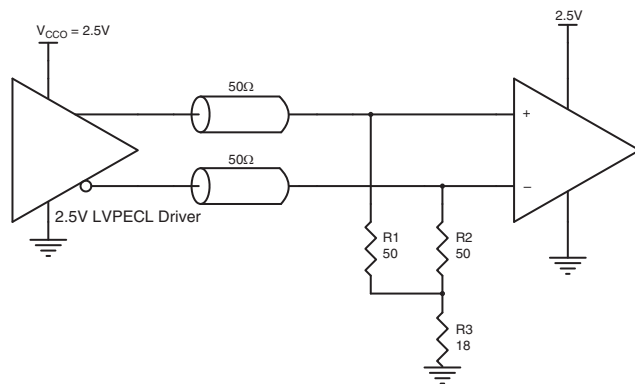 V_CCO = 2.5V
2.5V
50Ω
+
50Ω
–
2.5V LVPECL Driver
R1
50
R2
50
R3
18